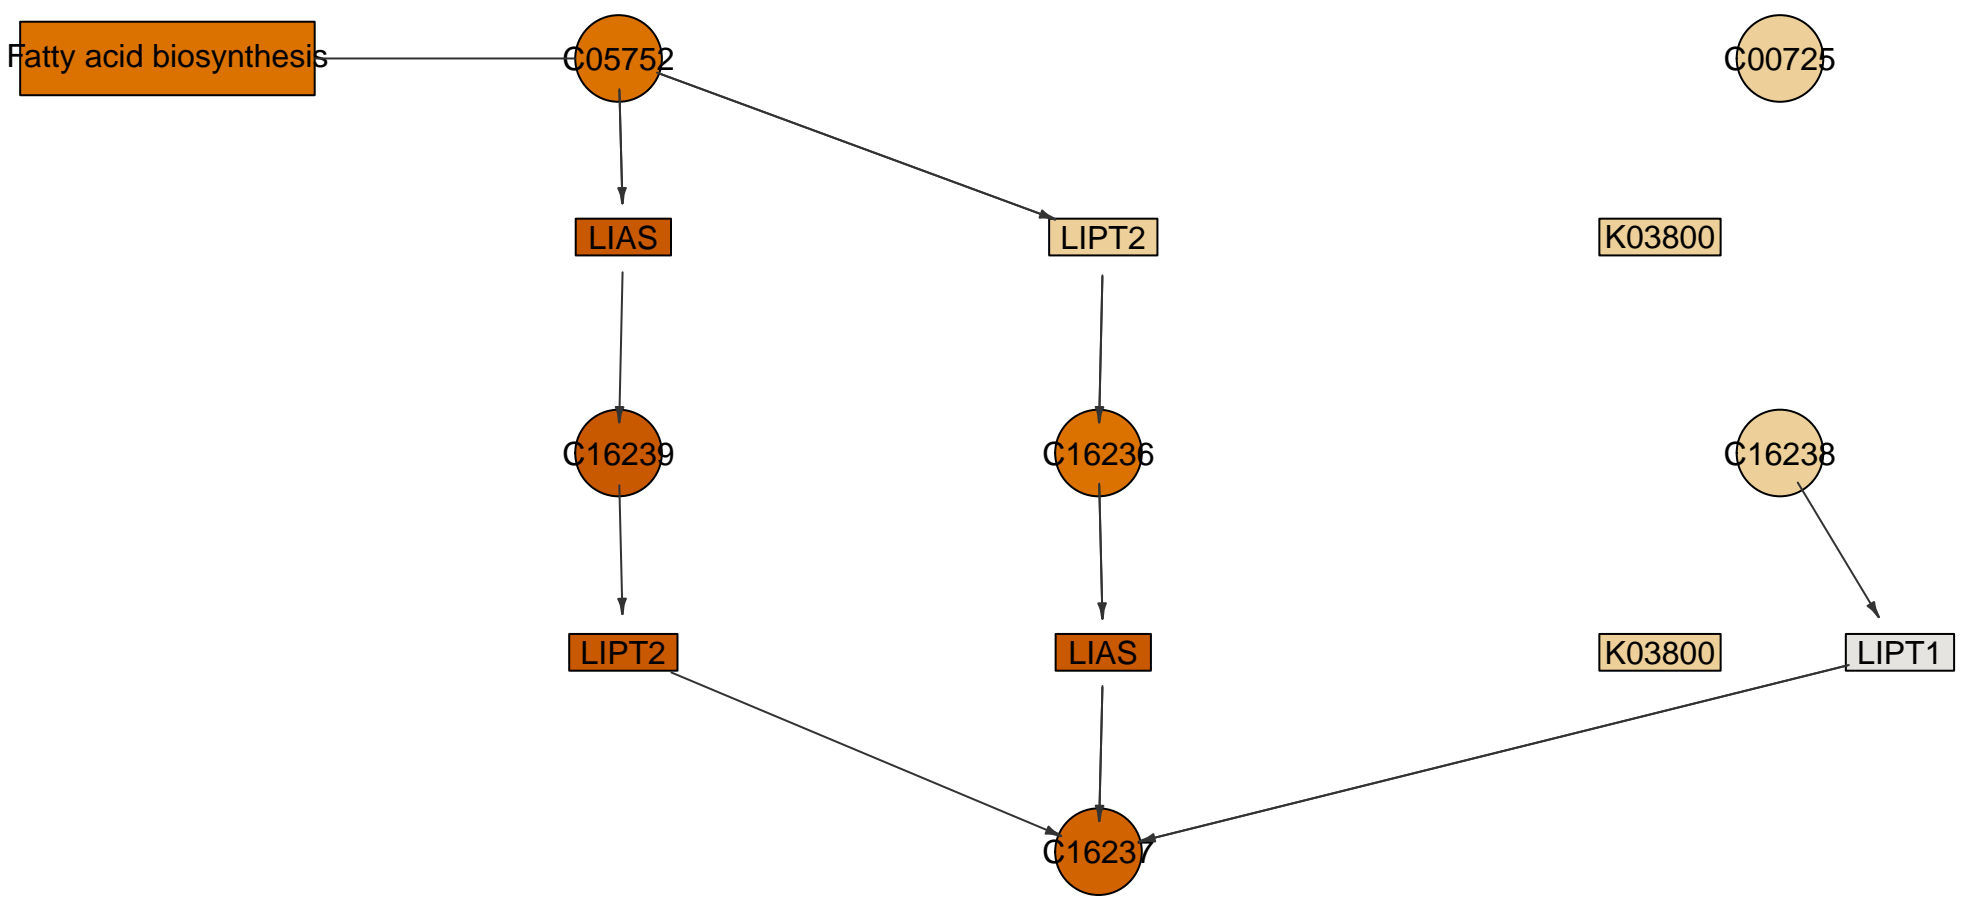 Fatty acid biosynthesis
C05752
C00725
LIAS
LIPT2
K03800
C16239
C16236
C16238
LIPT2
LIAS
K03800
LIPT1
C16237